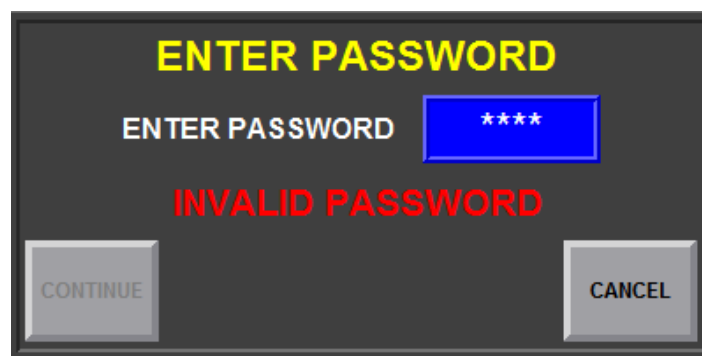 ENTER PASSWORD
ENTER PASSWORD ****
INVALID PASSWORD
CONTINUE CANCEL